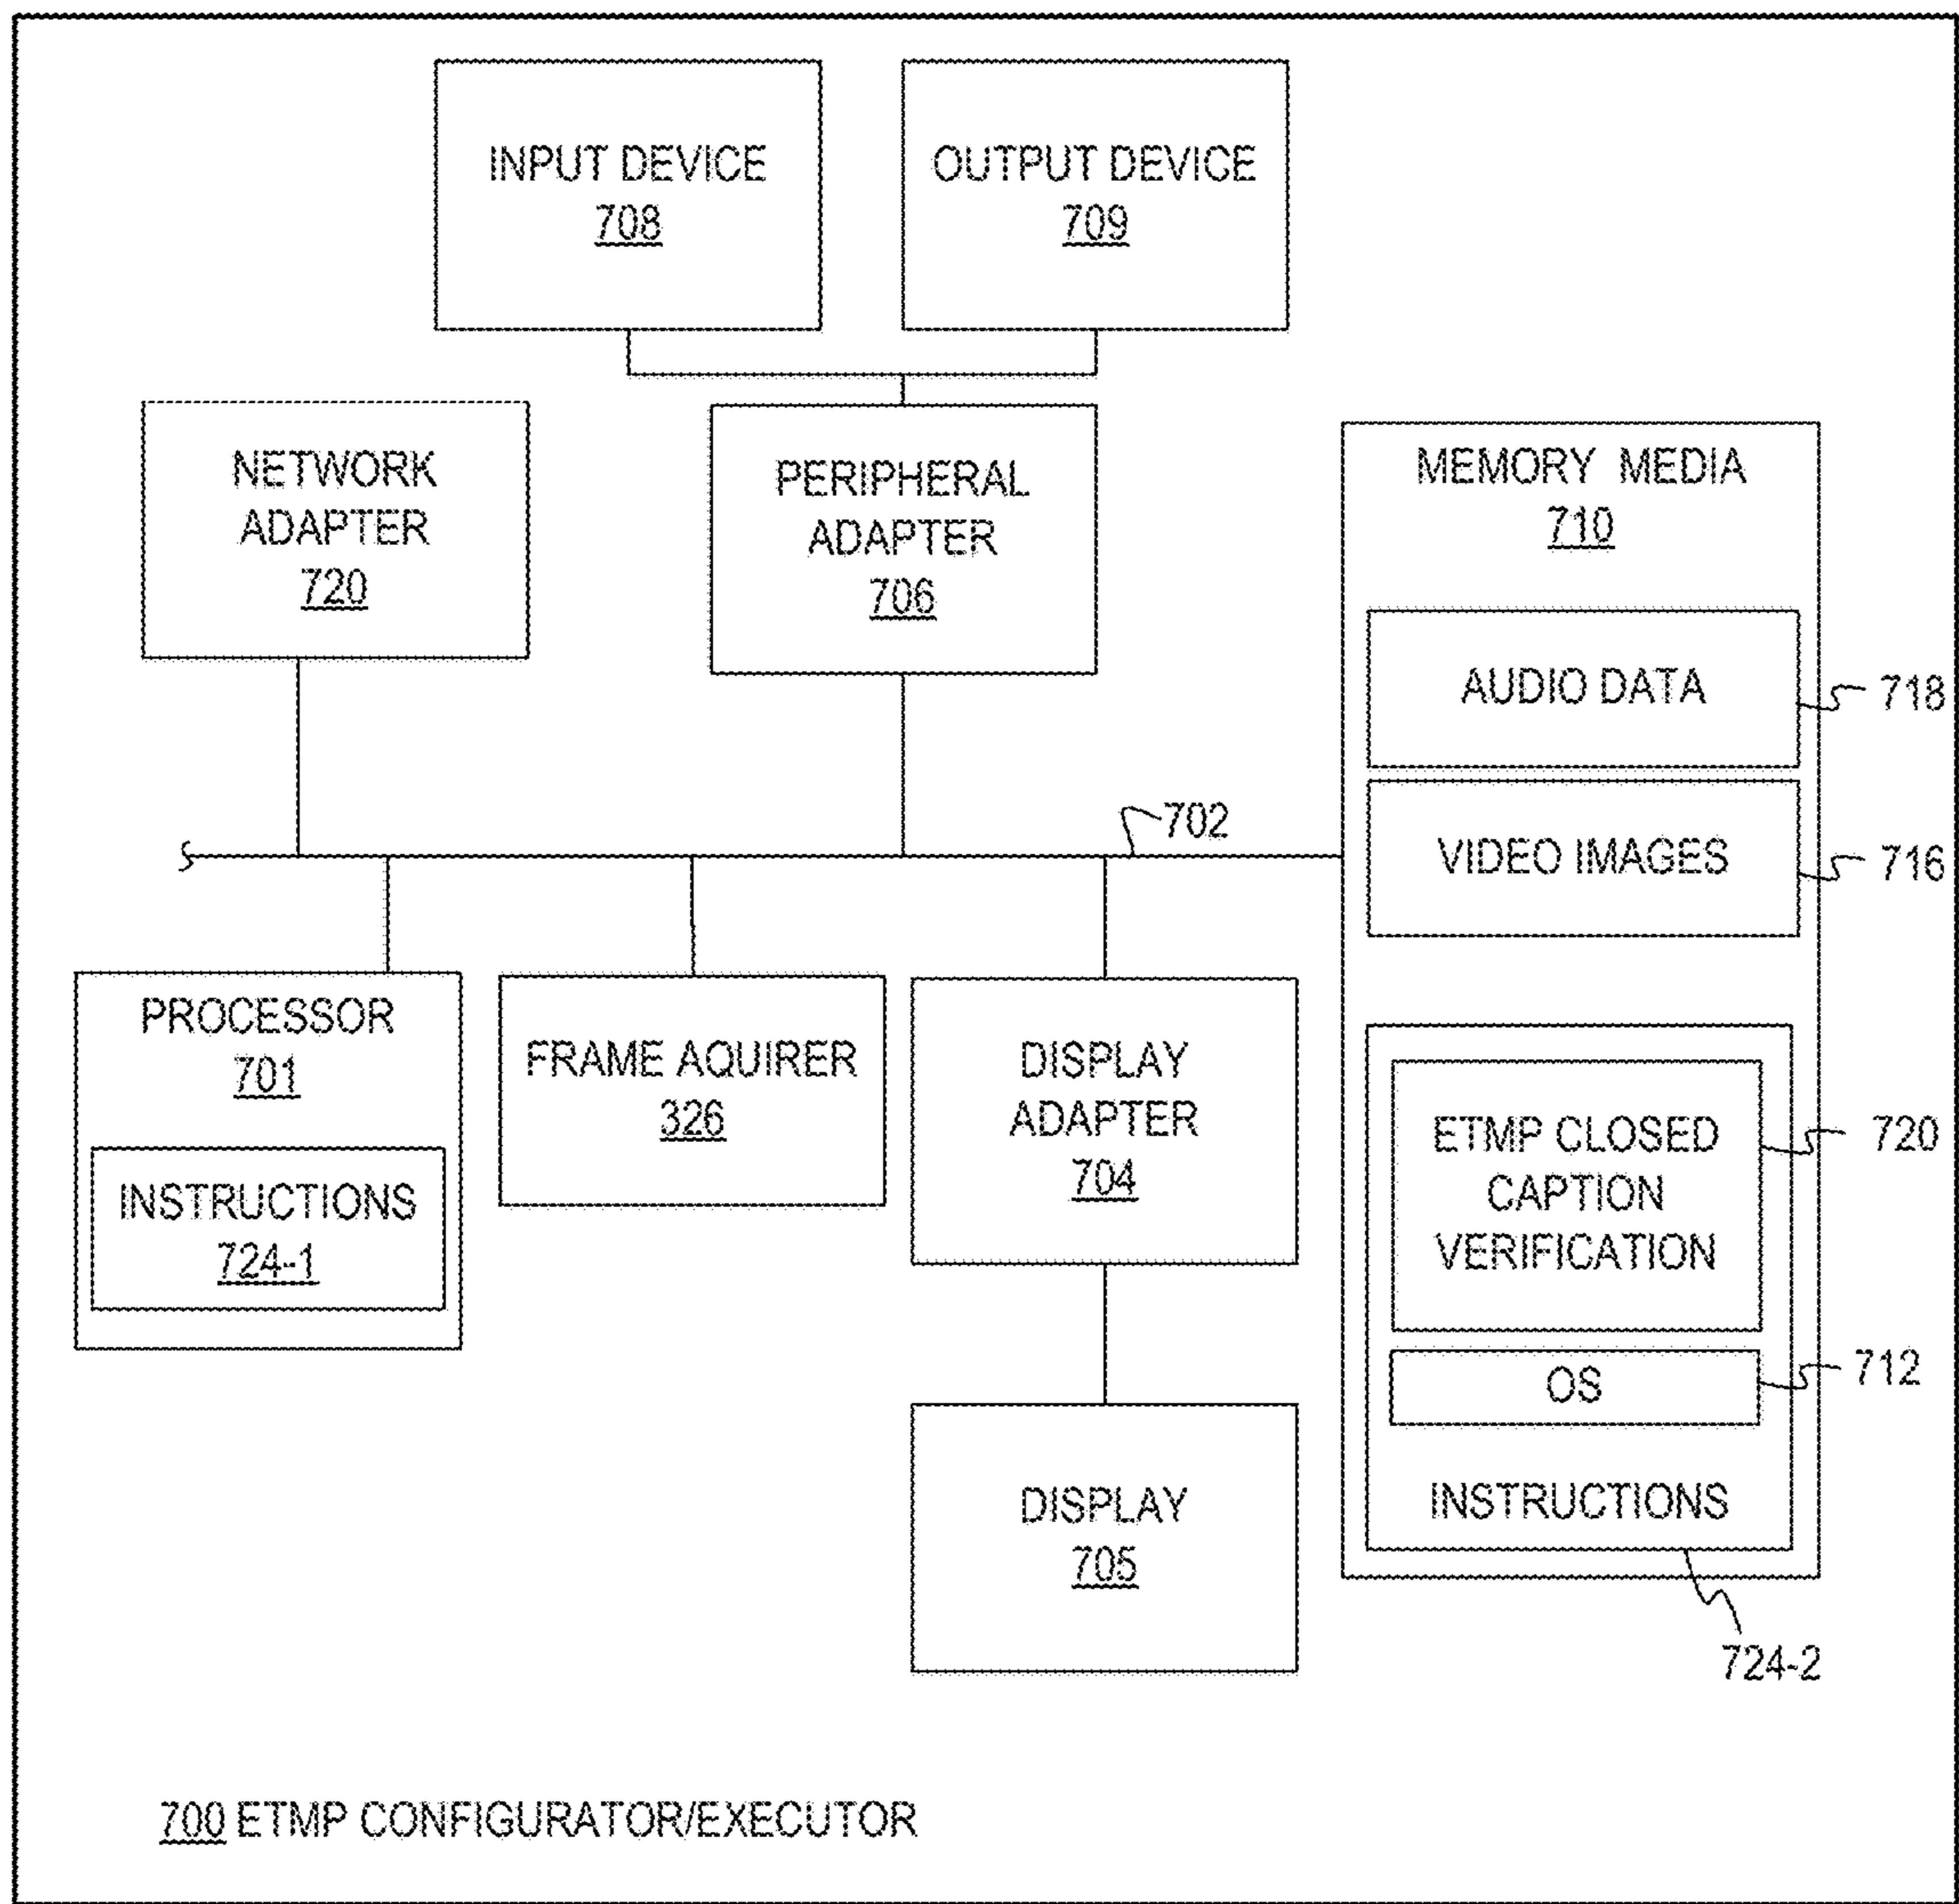 INPUT DEVICE
708
OUTPUT DEVICE
709
NETWORK
ADAPTER
720
PERIPHERAL
ADAPTER
706
MEMORY MEDIA
710
AUDIO DATA
718
VIDEO IMAGES
716
702
PROCESSOR
701
INSTRUCTIONS
724-1
FRAME AQUIRER
326
DISPLAY
ADAPTER
704
ETMP CLOSED
CAPTION
VERIFICATION
720
OS
712
INSTRUCTIONS
724-2
DISPLAY
705
700 ETMP CONFIGURATOR/EXECUTOR